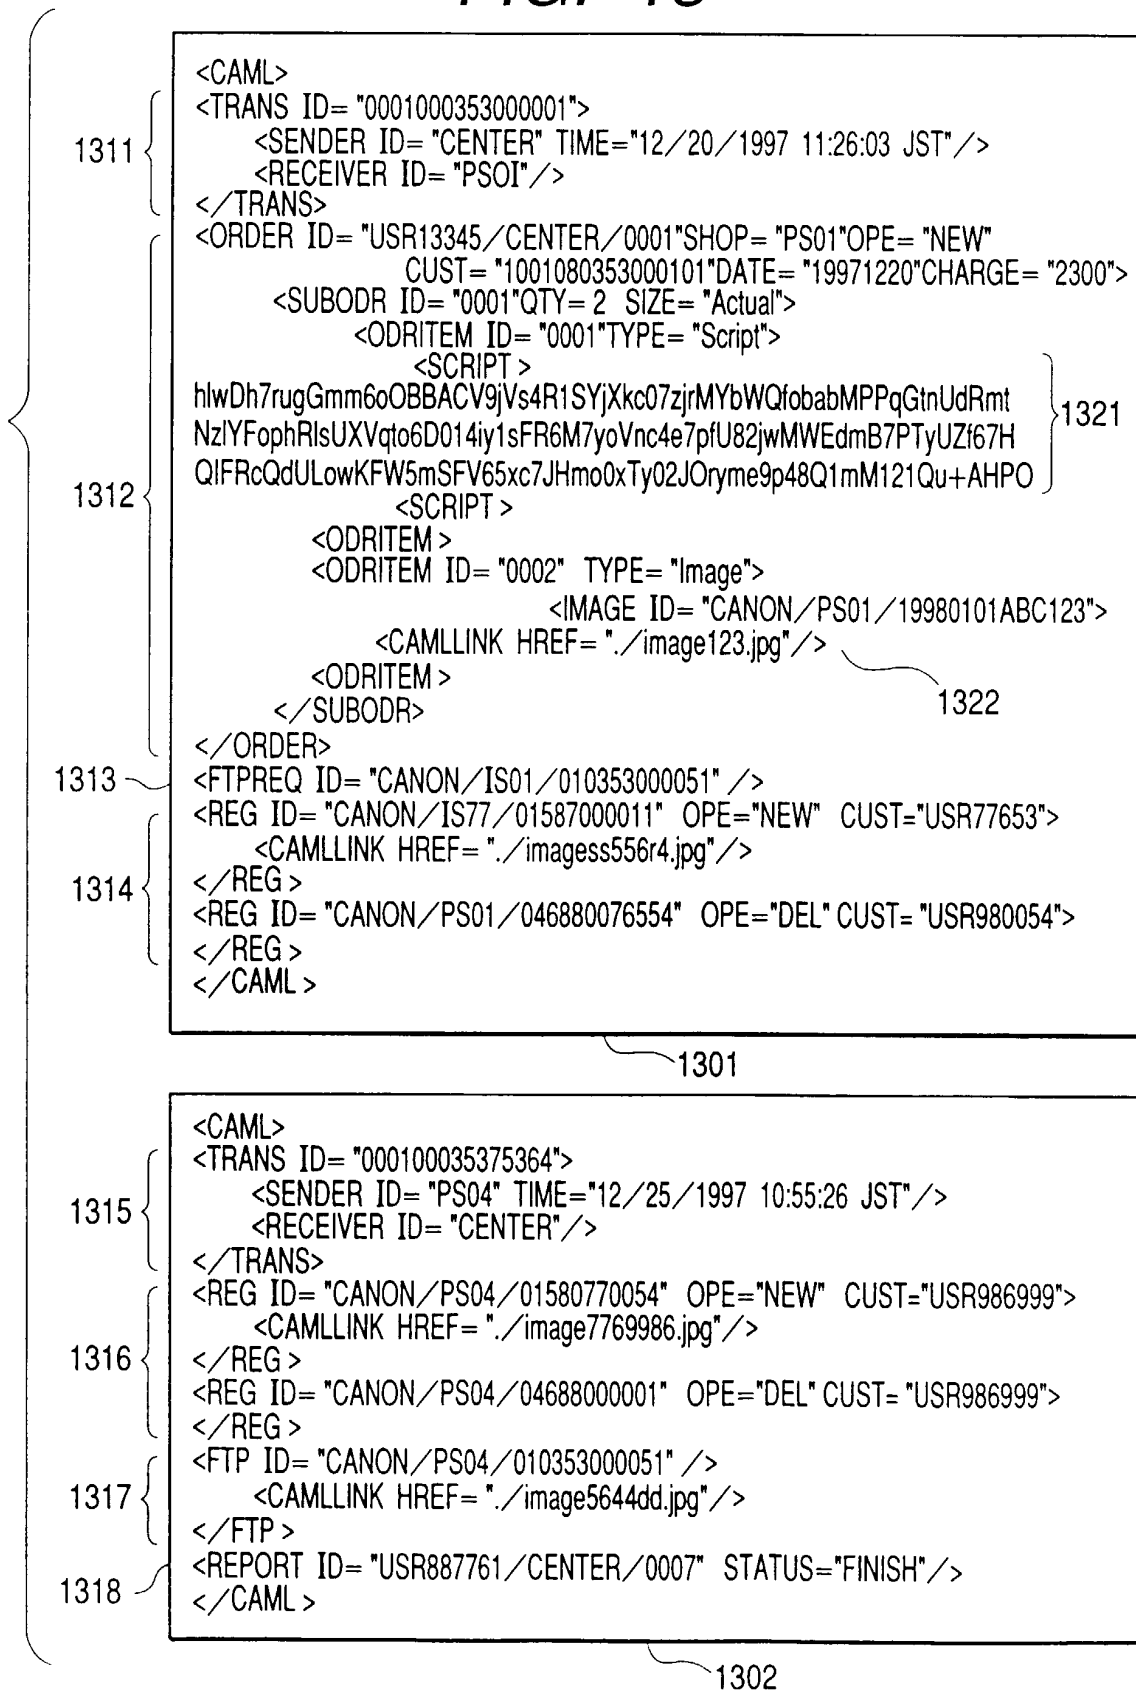 <CAML>
<TRANS ID= "0001000353000001">
1311
<SENDER ID= "CENTER" TIME="12/20/1997 11:26:03 JST"/>
<RECEIVER ID= "PSOI"/>
</TRANS>
<ORDER ID= "USR13345/CENTER/0001"SHOP= "PS01"OPE= "NEW"
CUST= "1001080353000101"DATE= "19971220"CHARGE= "2300">
<SUBODR ID= "0001"QTY= 2 SIZE= "Actual">
<ODRITEM ID= "0001"TYPE= "Script">
<SCRIPT>
hIwDh7rugGmm6oOBBACV9jVs4R1SYjXkc07zjrMYbWQfobabMPPqGtnUdRmt
1321
NzIYFophRIsUXVqto6D014iy1sFR6M7yoVnc4e7pfU82jwMWEdmB7PTyUZf67H
QIFRcQdULowKFW5mSFV65xc7JHmo0xTy02JOryme9p48Q1mM121Qu+AHPO
1312
<SCRIPT>
<ODRITEM>
<ODRITEM ID= "0002" TYPE= "Image">
<IMAGE ID= "CANON/PS01/19980101ABC123">
<CAMLLINK HREF= "./image123.jpg"/>
<ODRITEM>
1322
</SUBODR>
</ORDER>
1313
<FTPREQ ID= "CANON/IS01/010353000051" />
<REG ID= "CANON/IS77/01587000011" OPE="NEW" CUST="USR77653">
<CAMLLINK HREF= "./imagess556r4.jpg"/>
1314
</REG>
<REG ID= "CANON/PS01/046880076554" OPE="DEL" CUST= "USR980054">
</REG>
</CAML>
1301
<CAML>
<TRANS ID= "000100035375364">
1315
<SENDER ID= "PS04" TIME="12/25/1997 10:55:26 JST"/>
<RECEIVER ID= "CENTER"/>
</TRANS>
<REG ID= "CANON/PS04/01580770054" OPE="NEW" CUST="USR986999">
<CAMLLINK HREF= "./image7769986.jpg"/>
1316
</REG>
<REG ID= "CANON/PS04/04688000001" OPE="DEL" CUST= "USR986999">
</REG>
<FTP ID= "CANON/PS04/010353000051" />
1317
<CAMLLINK HREF= "./image5644dd.jpg"/>
</FTP>
<REPORT ID= "USR887761/CENTER/0007" STATUS="FINISH"/>
1318
</CAML>
1302